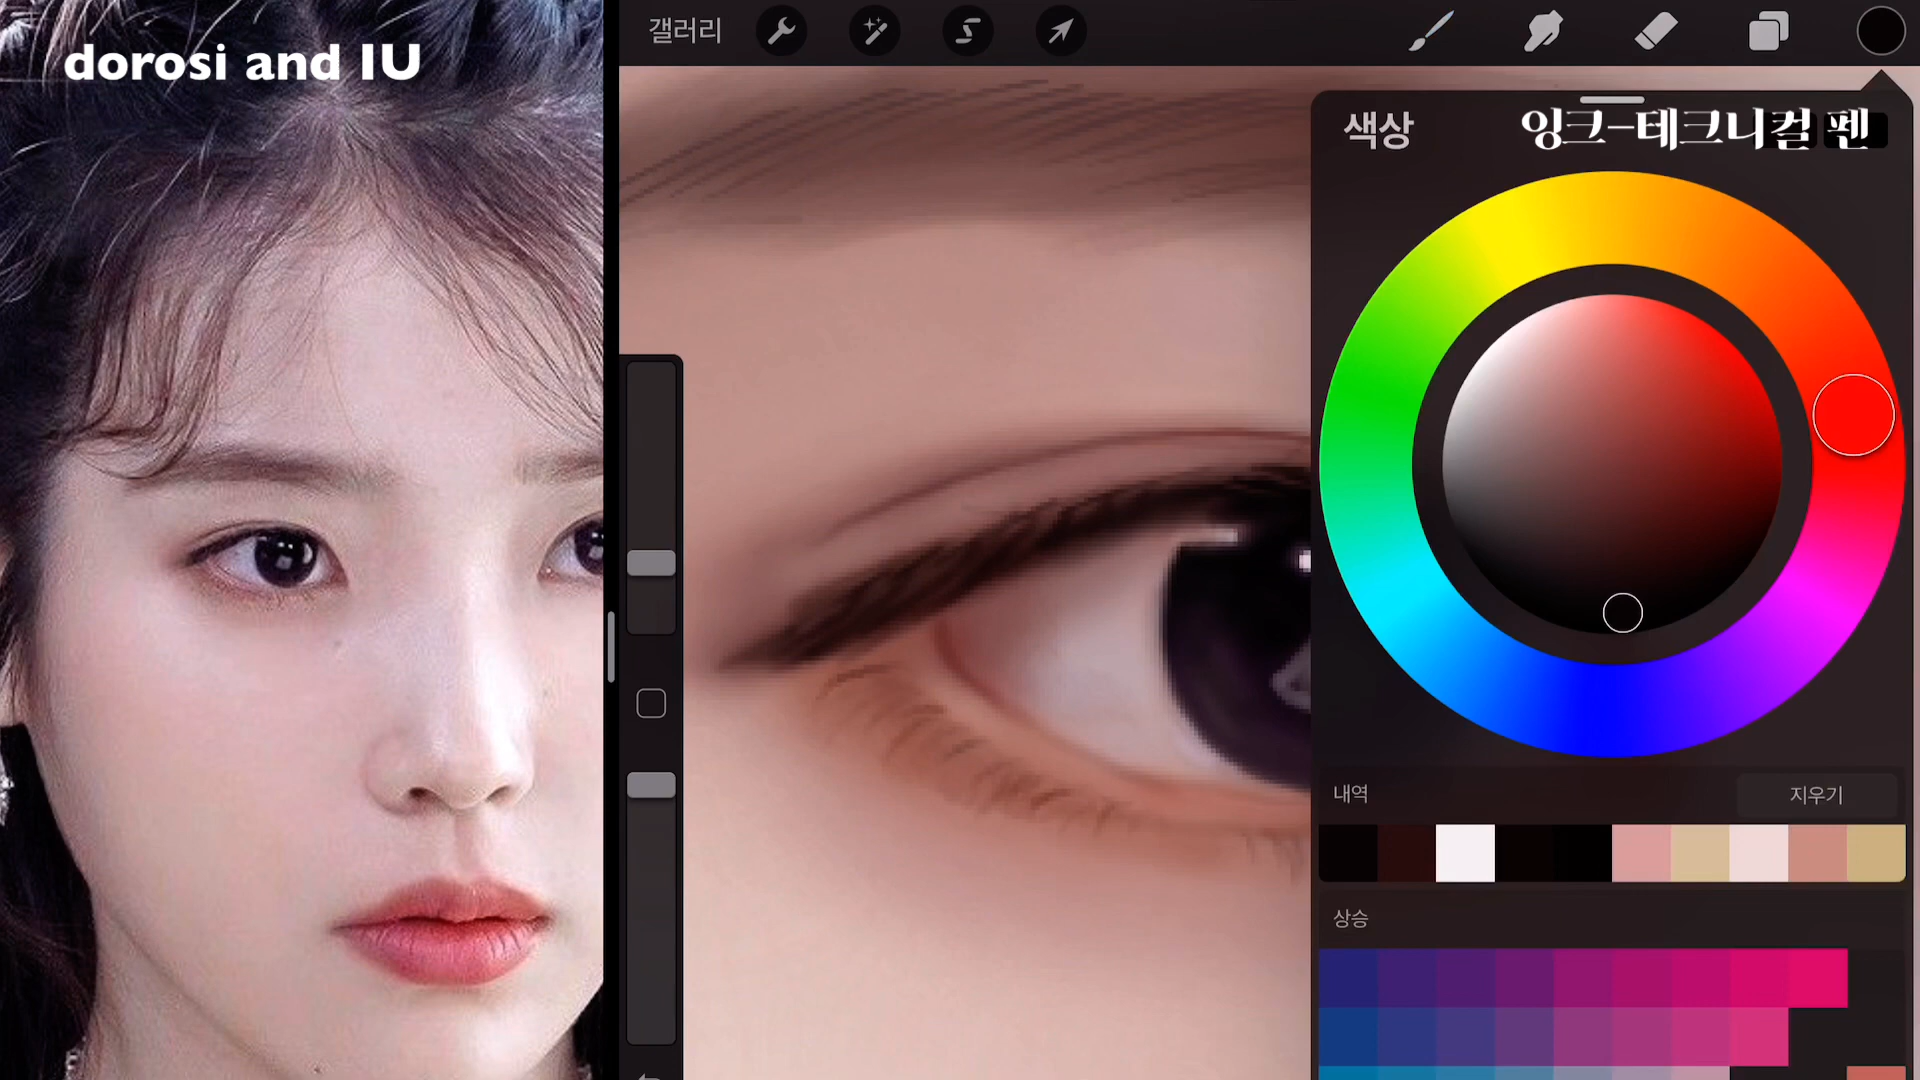 dorosi and IU
갤러리
색상
잉크-테크니컬 펜
내역
지우기
상승